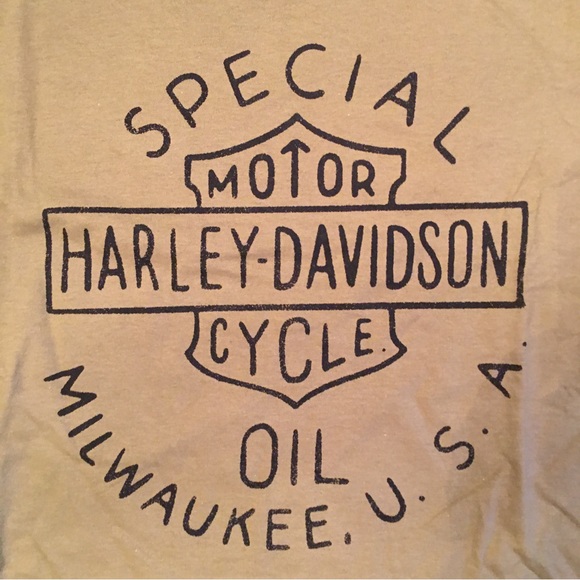 SPECIAL
MOTOR
HARLEY-DAVIDSON
CYCLE.
OIL
MILWAUKEE, U. S. A.